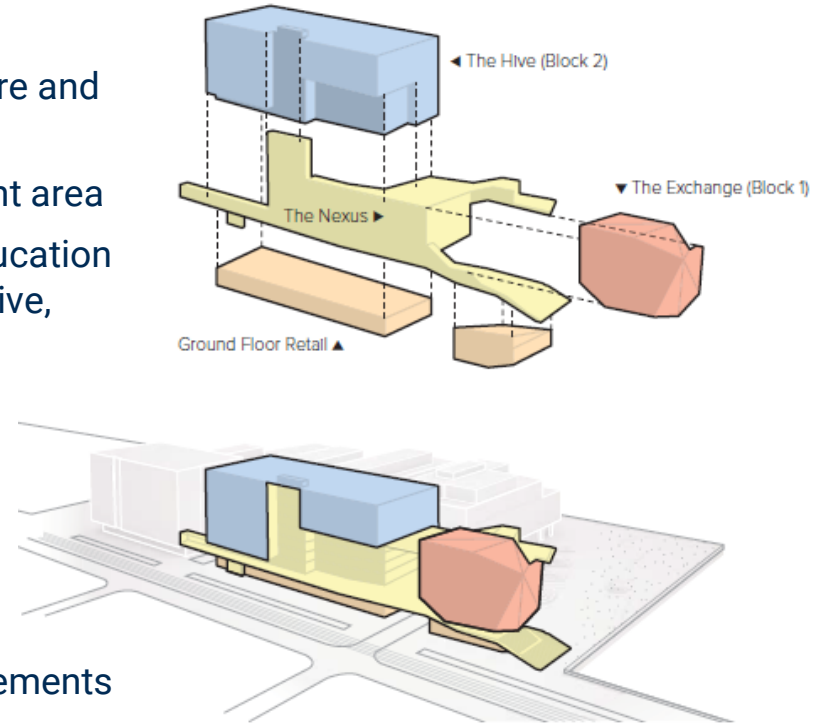 re and
nt area
ucation
ive,
ements
◄ The Hive (Block 2)
▼ The Exchange (Block 1)
The Nexus ►
Ground Floor Retail ▲